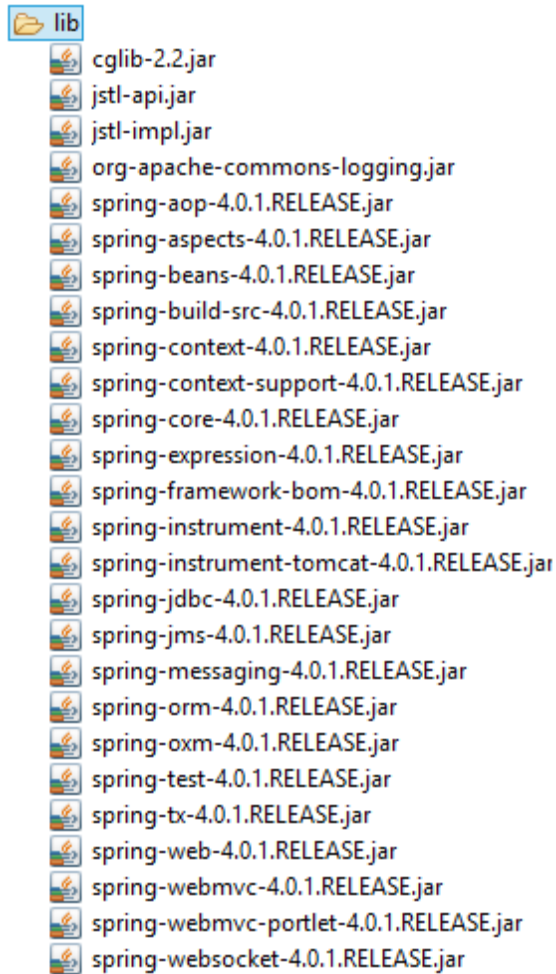 lib
cglib-2.2.jar
jstl-api.jar
jstl-impl.jar
org-apache-commons-logging.jar
spring-aop-4.0.1.RELEASE.jar
spring-aspects-4.0.1.RELEASE.jar
spring-beans-4.0.1.RELEASE.jar
spring-build-src-4.0.1.RELEASE.jar
spring-context-4.0.1.RELEASE.jar
spring-context-support-4.0.1.RELEASE.jar
spring-core-4.0.1.RELEASE.jar
spring-expression-4.0.1.RELEASE.jar
spring-framework-bom-4.0.1.RELEASE.jar
spring-instrument-4.0.1.RELEASE.jar
spring-instrument-tomcat-4.0.1.RELEASE.jar
spring-jdbc-4.0.1.RELEASE.jar
spring-jms-4.0.1.RELEASE.jar
spring-messaging-4.0.1.RELEASE.jar
spring-orm-4.0.1.RELEASE.jar
spring-oxm-4.0.1.RELEASE.jar
spring-test-4.0.1.RELEASE.jar
spring-tx-4.0.1.RELEASE.jar
spring-web-4.0.1.RELEASE.jar
spring-webmvc-4.0.1.RELEASE.jar
spring-webmvc-portlet-4.0.1.RELEASE.jar
spring-websocket-4.0.1.RELEASE.jar